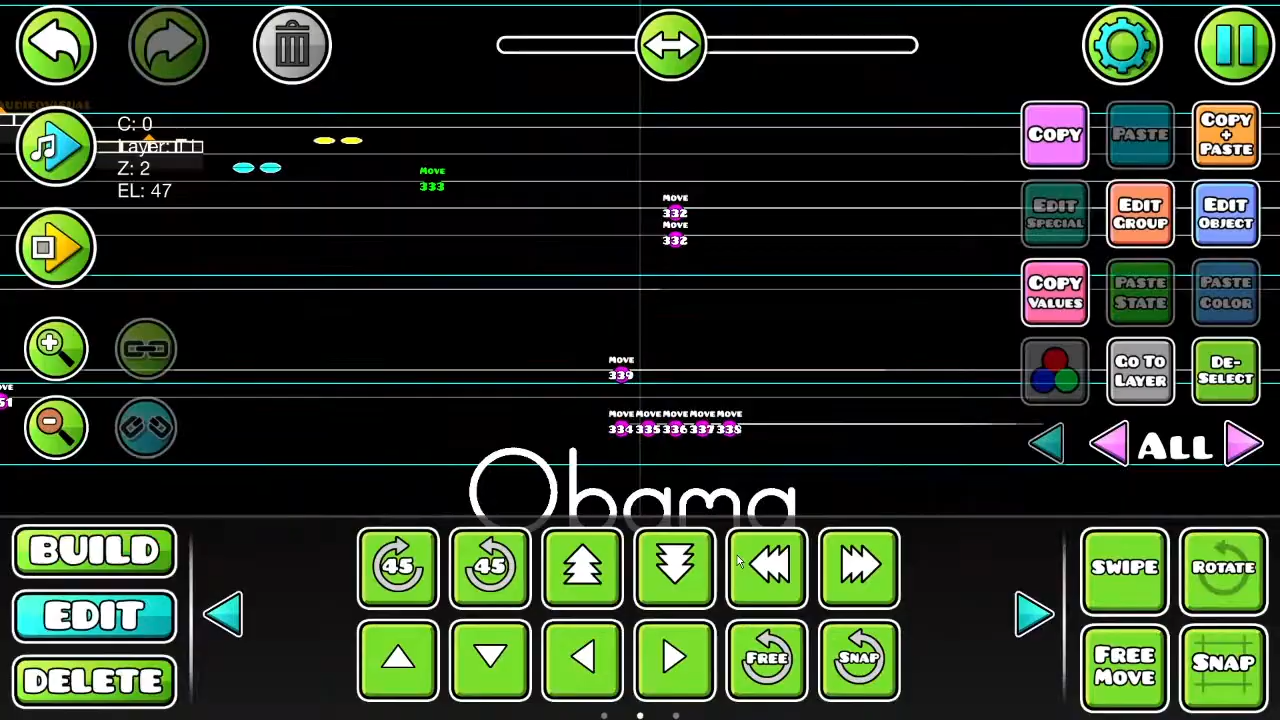 AUDIOVISUAL
C: 0
Z: 2
EL: 47
MOVE
333
MOVE
332
MOVE
332
MOVE
339
MOVE MOVE MOVE MOVE MOVE
334 335 336 337 338
51
Obama
COPY
PASTE
COPY
+
PASTE
EDIT
SPECIAL
EDIT
GROUP
EDIT
OBJECT
COPY
VALUES
PASTE
STATE
PASTE
COLOR
GO TO
LAYER
DE-
SELECT
ALL
BUILD
EDIT
DELETE
45
45
FREE
SNAP
SWIPE
ROTATE
FREE
MOVE
SNAP